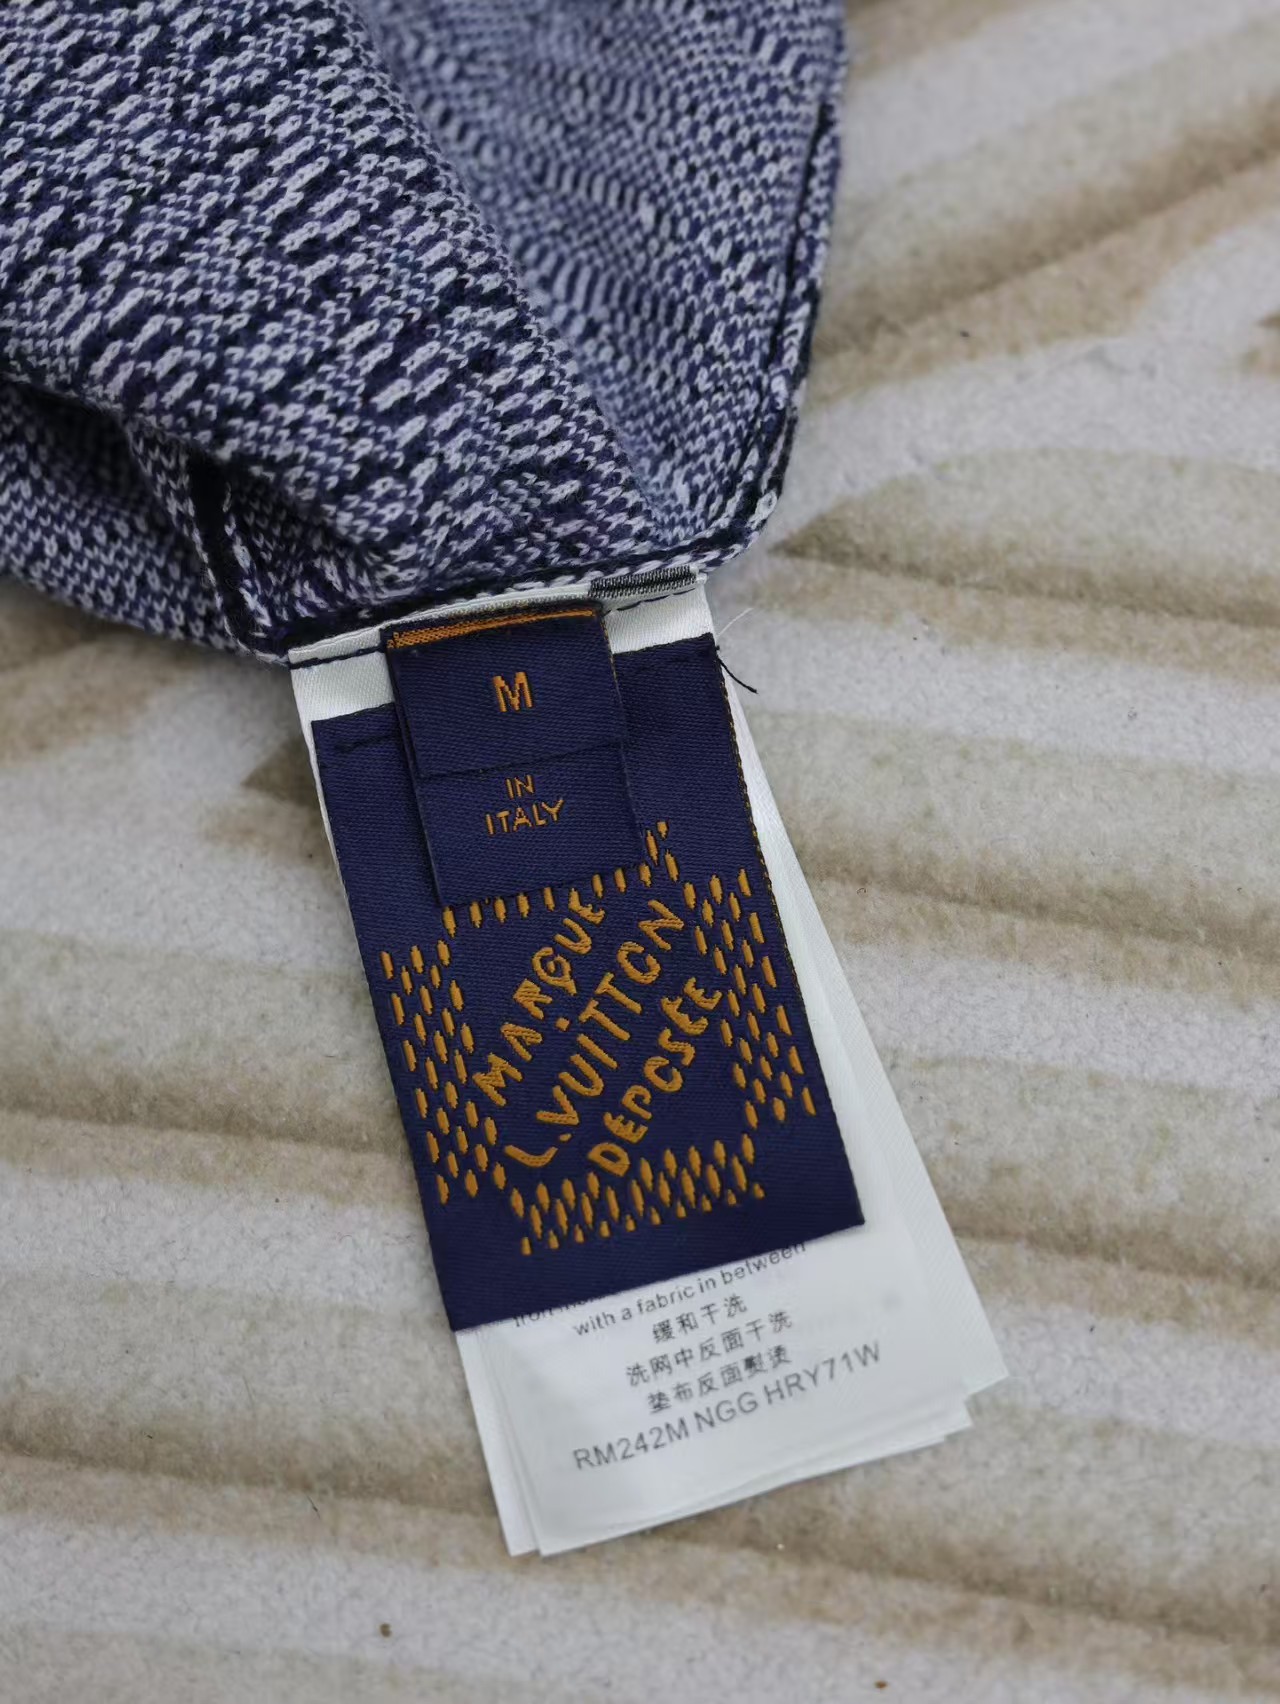 M
IN
ITALY
MARQUE
L.VUITTON
DEPOSEE
with a fabric in between
缓和干洗
洗网中反面干洗
垫布反面熨烫
RM242M NGG HRY71W